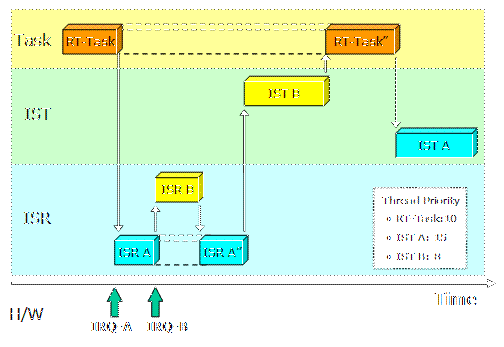 Task
RT-Task
RT-Task"
IST B
IST
IST A
ISR B
ISR
ISR A
ISR A"
Thread Priority
RT-Task: 10
IST A: 15
IST B: 8
Time
H/W
IRQ-A
IRQ-B